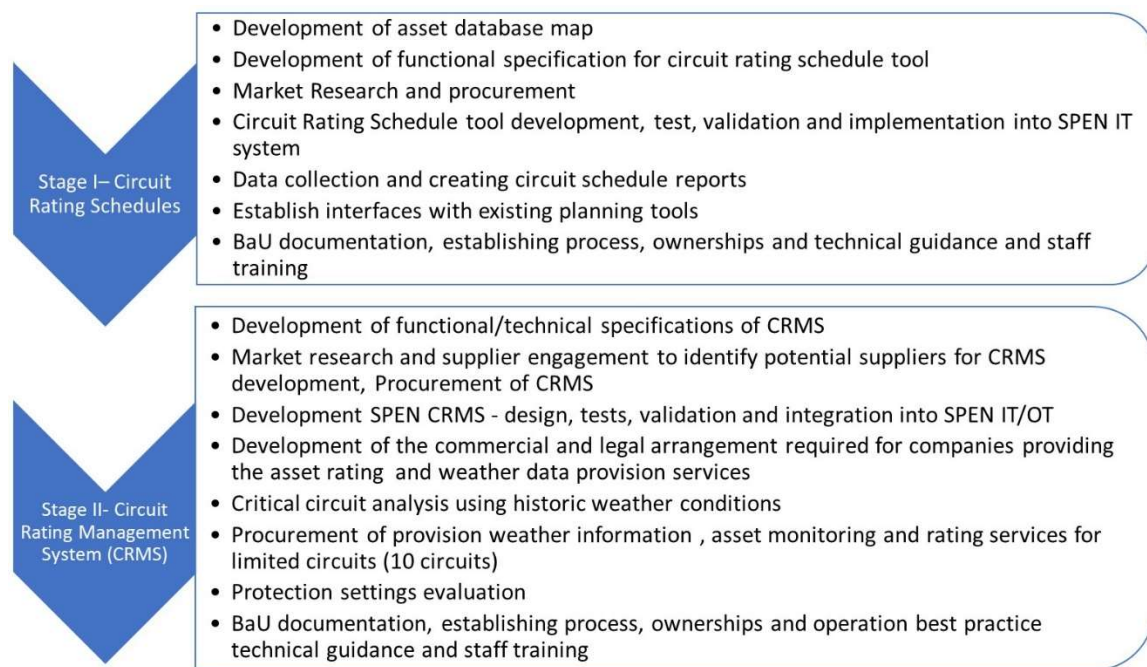 Stage I– Circuit
Rating Schedules
• Development of asset database map
• Development of functional specification for circuit rating schedule tool
• Market Research and procurement
• Circuit Rating Schedule tool development, test, validation and implementation into SPEN IT
system
• Data collection and creating circuit schedule reports
• Establish interfaces with existing planning tools
• BaU documentation, establishing process, ownerships and technical guidance and staff
training
Stage II- Circuit
Rating Management
System (CRMS)
• Development of functional/technical specifications of CRMS
• Market research and supplier engagement to identify potential suppliers for CRMS
development, Procurement of CRMS
• Development SPEN CRMS - design, tests, validation and integration into SPEN IT/OT
• Development of the commercial and legal arrangement required for companies providing
the asset rating and weather data provision services
• Critical circuit analysis using historic weather conditions
• Procurement of provision weather information , asset monitoring and rating services for
limited circuits (10 circuits)
• Protection settings evaluation
• BaU documentation, establishing process, ownerships and operation best practice
technical guidance and staff training